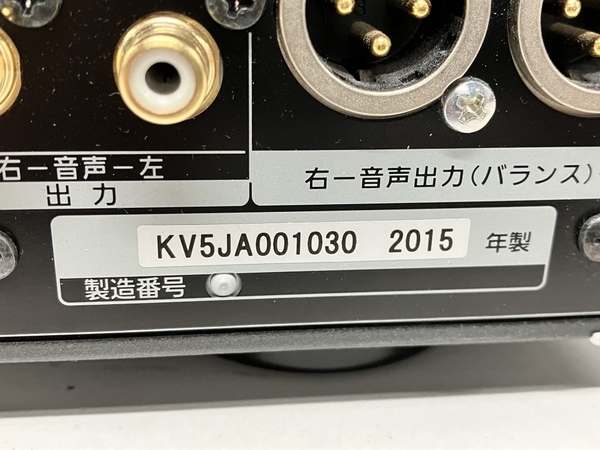 右ー音声ー左
出力
右ー音声出力(バランス)
KV5JA001030 2015 年製
製造番号